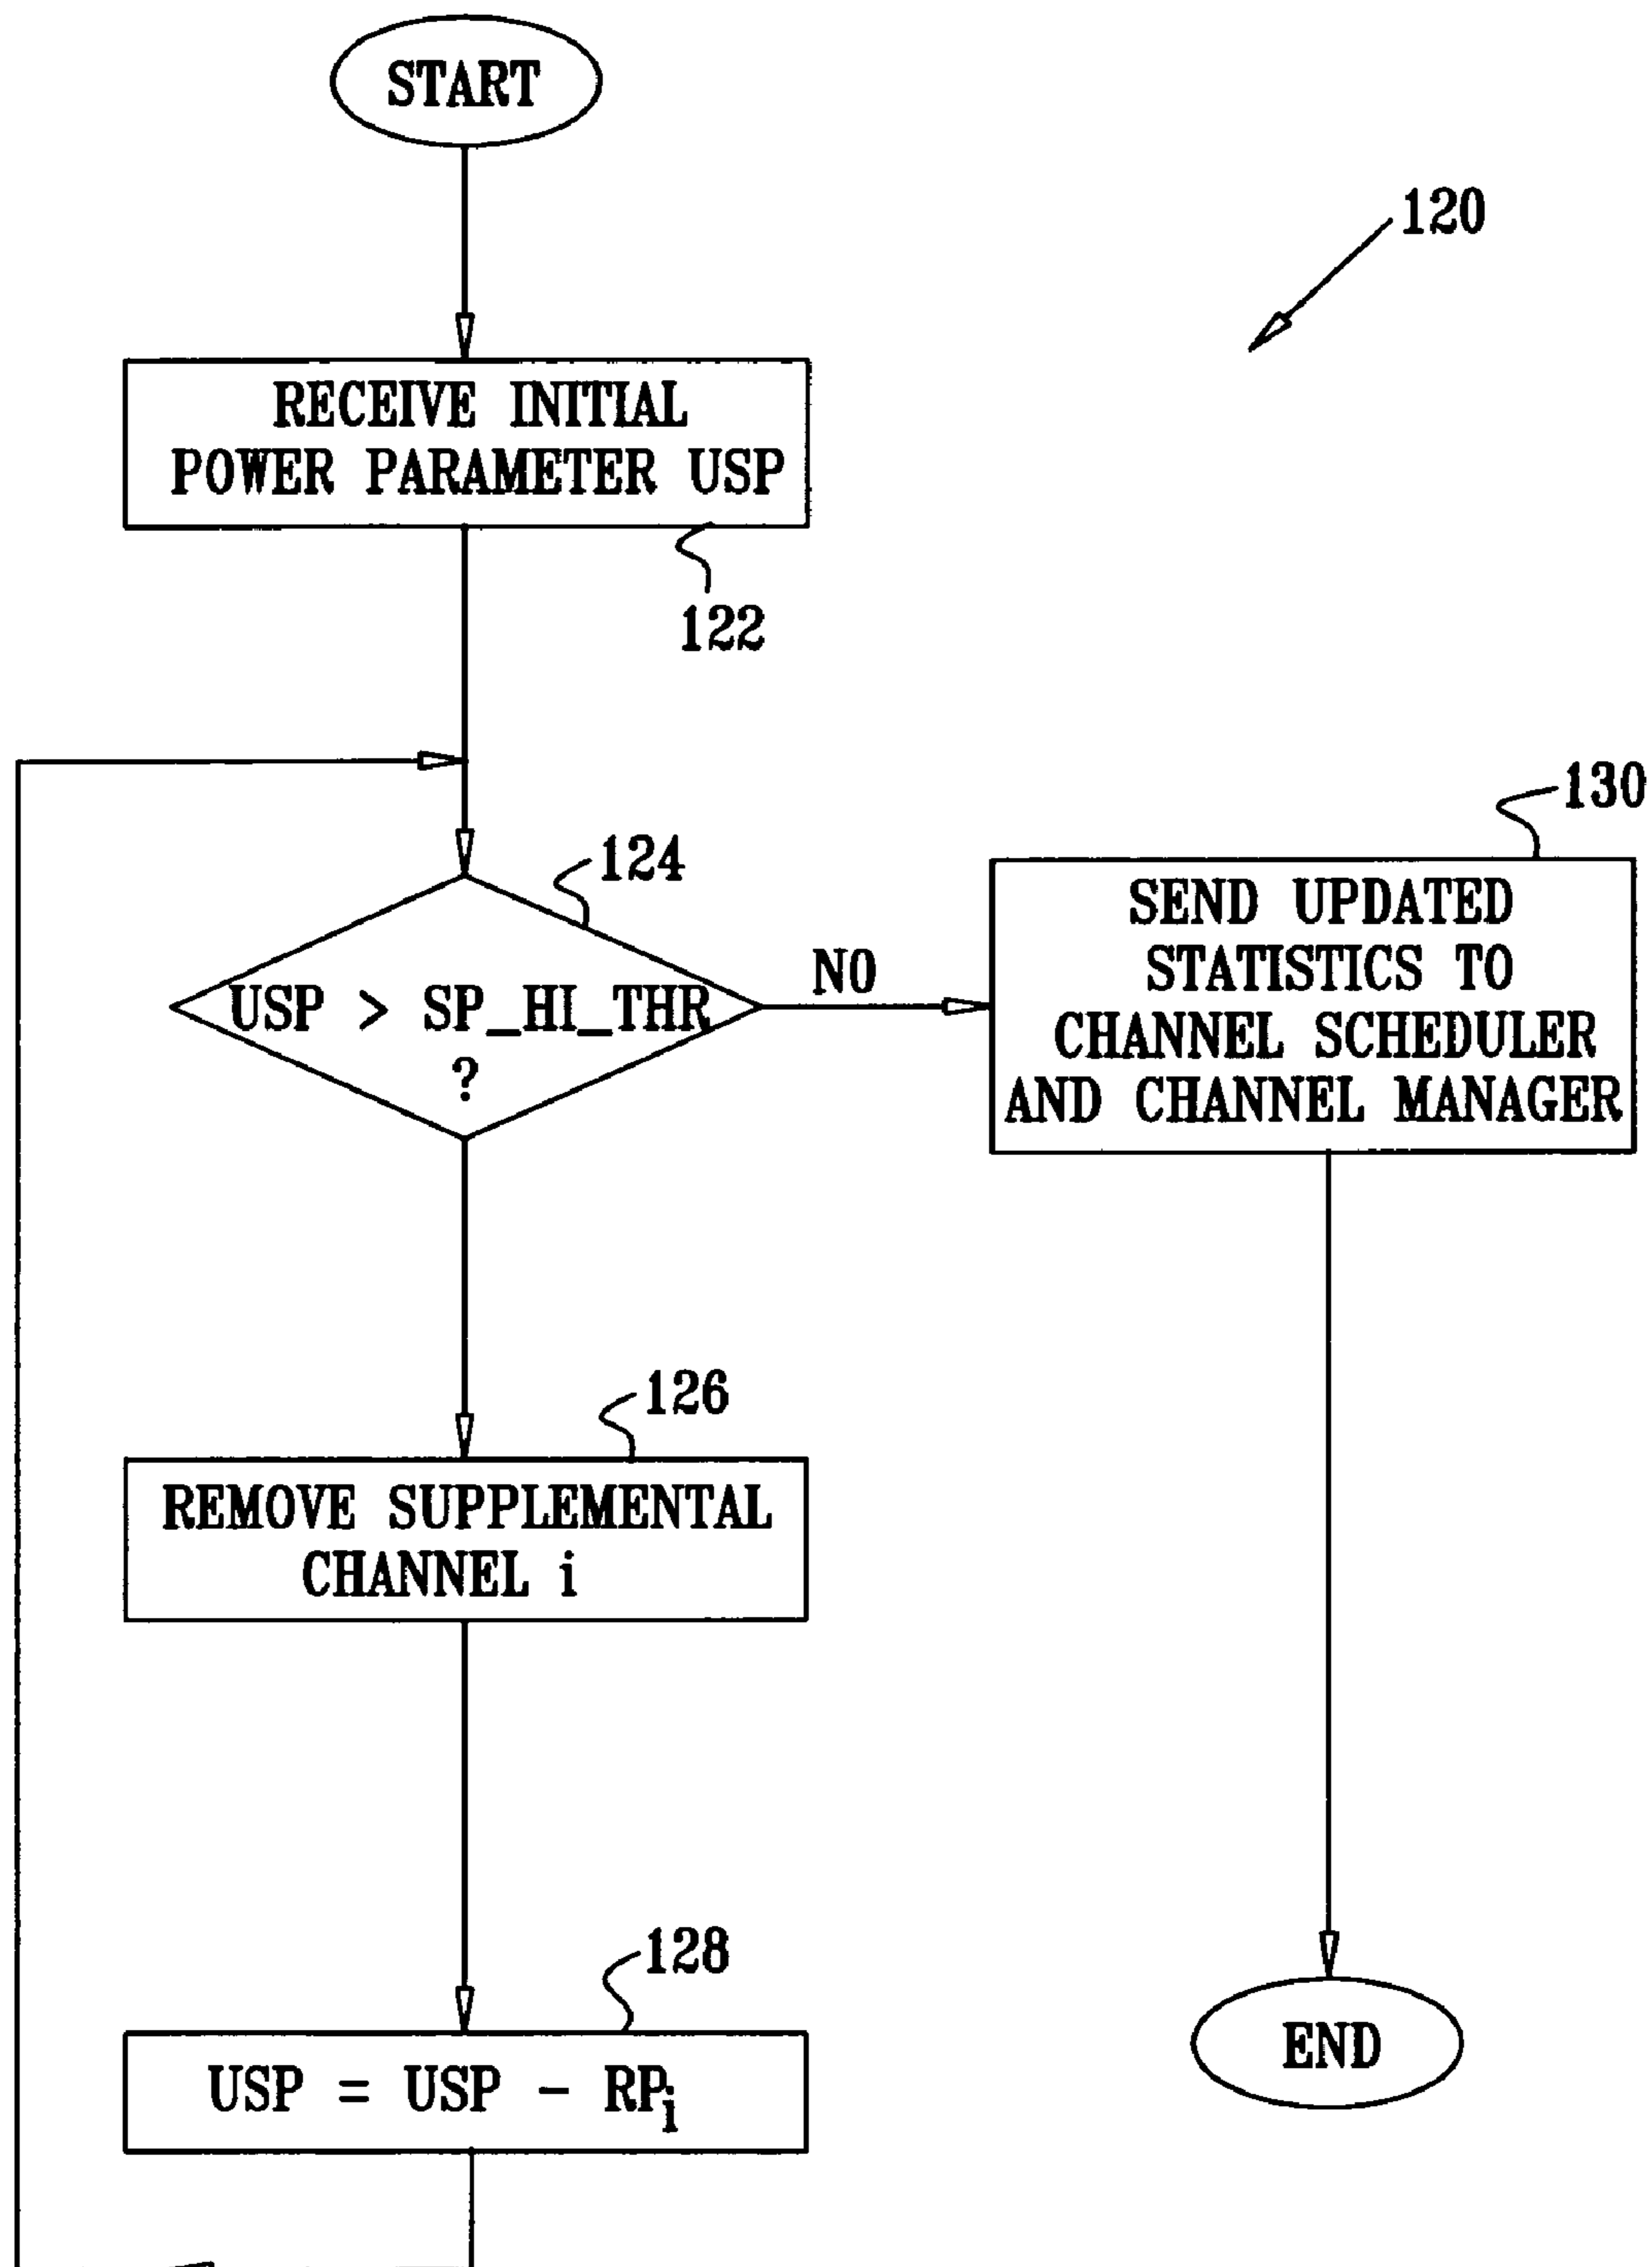 START
120
RECEIVE INITIAL
POWER PARAMETER USP
122
124
USP > SP_HI_THR
?
NO
130
SEND UPDATED
STATISTICS TO
CHANNEL SCHEDULER
AND CHANNEL MANAGER
126
REMOVE SUPPLEMENTAL
CHANNEL i
128
USP = USP - RPi
END